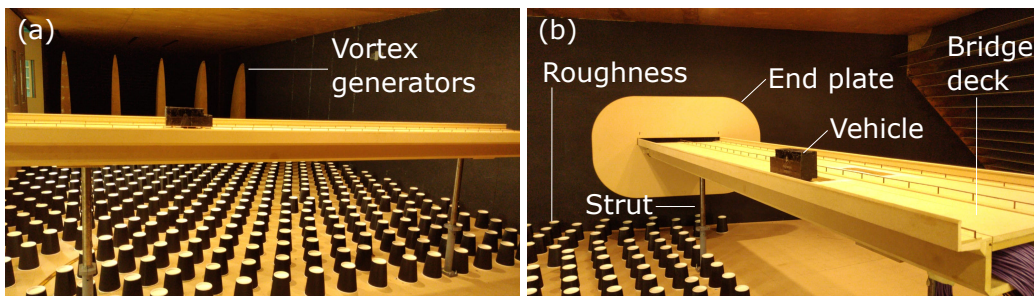 (a)
Vortex
generators
(b)
Roughness
End plate
Bridge
deck
Vehicle
Strut